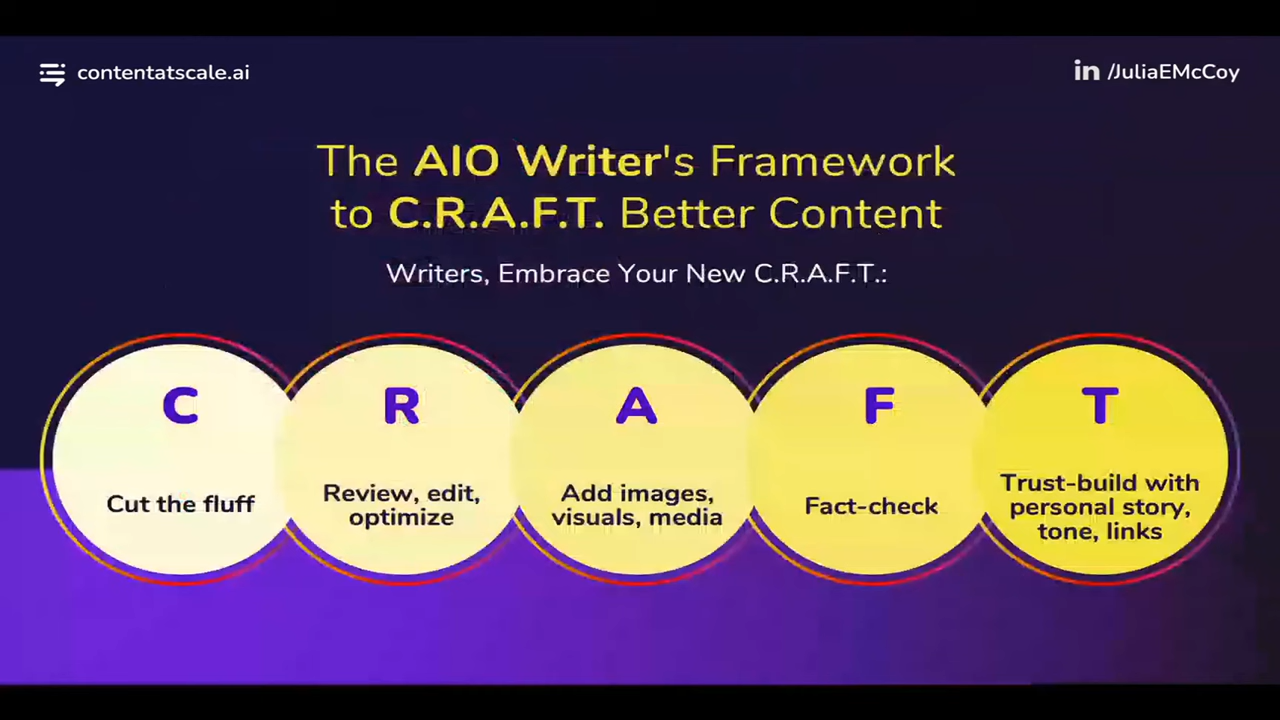 contentatscale.ai
in /JuliaEMcCoy
The AIO Writer's Framework
to C.R.A.F.T. Better Content
Writers, Embrace Your New C.R.A.F.T.:
C
Cut the fluff
R
Review, edit,
optimize
A
Add images,
visuals, media
F
Fact-check
T
Trust-build with
personal story,
tone, links